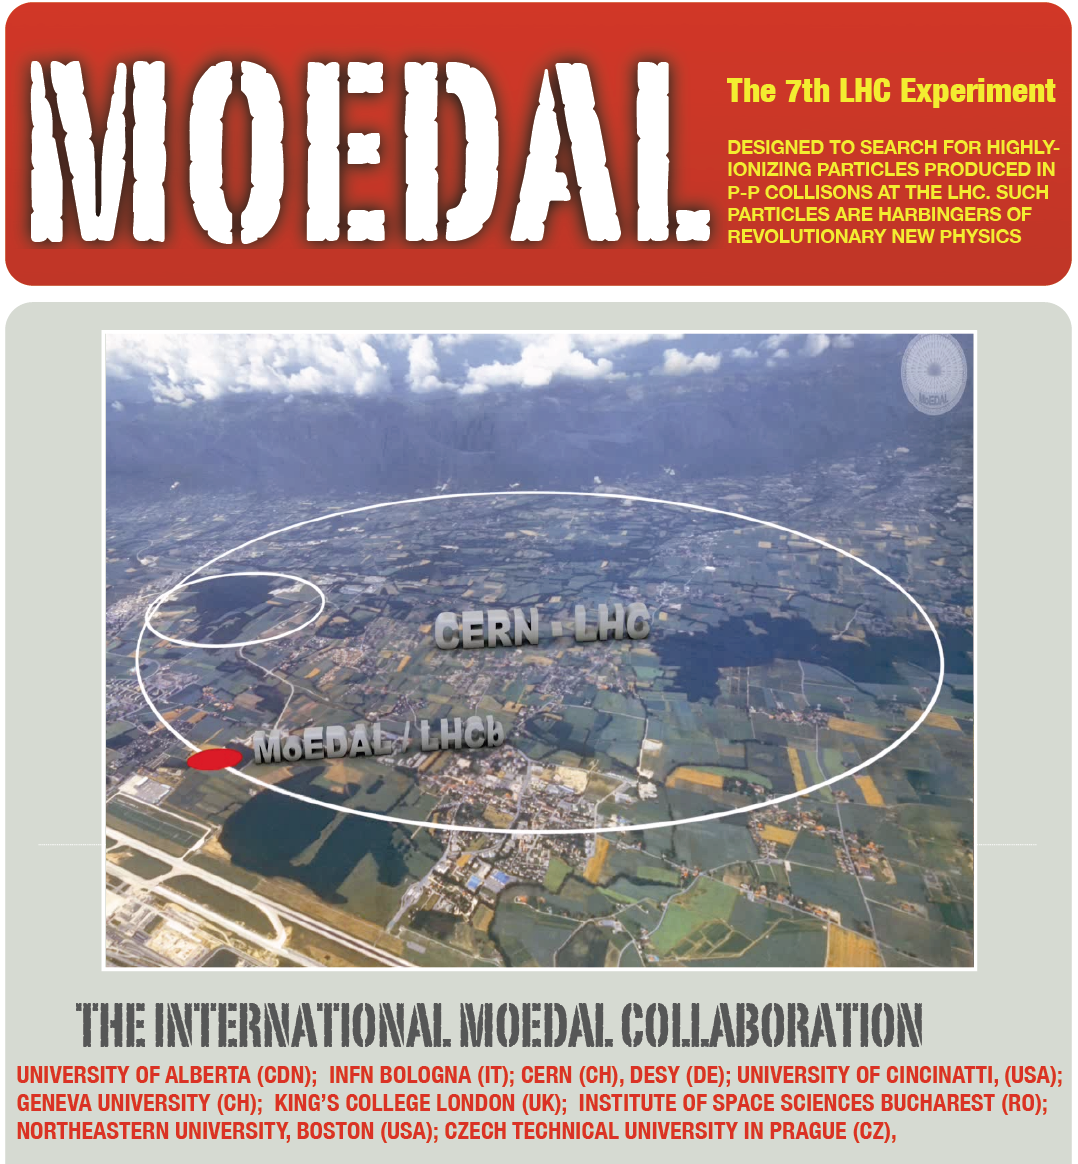 MOEDAL
The 7th LHC Experiment
DESIGNED TO SEARCH FOR HIGHLY-
IONIZING PARTICLES PRODUCED IN
P-P COLLISONS AT THE LHC. SUCH
PARTICLES ARE HARBINGERS OF
REVOLUTIONARY NEW PHYSICS
MoEDAL
CERN - LHC
MoEDAL / LHCb
THE INTERNATIONAL MOEDAL COLLABORATION
UNIVERSITY OF ALBERTA (CDN); INFN BOLOGNA (IT); CERN (CH), DESY (DE); UNIVERSITY OF CINCINATTI, (USA);
GENEVA UNIVERSITY (CH); KING'S COLLEGE LONDON (UK); INSTITUTE OF SPACE SCIENCES BUCHAREST (RO);
NORTHEASTERN UNIVERSITY, BOSTON (USA); CZECH TECHNICAL UNIVERSITY IN PRAGUE (CZ),